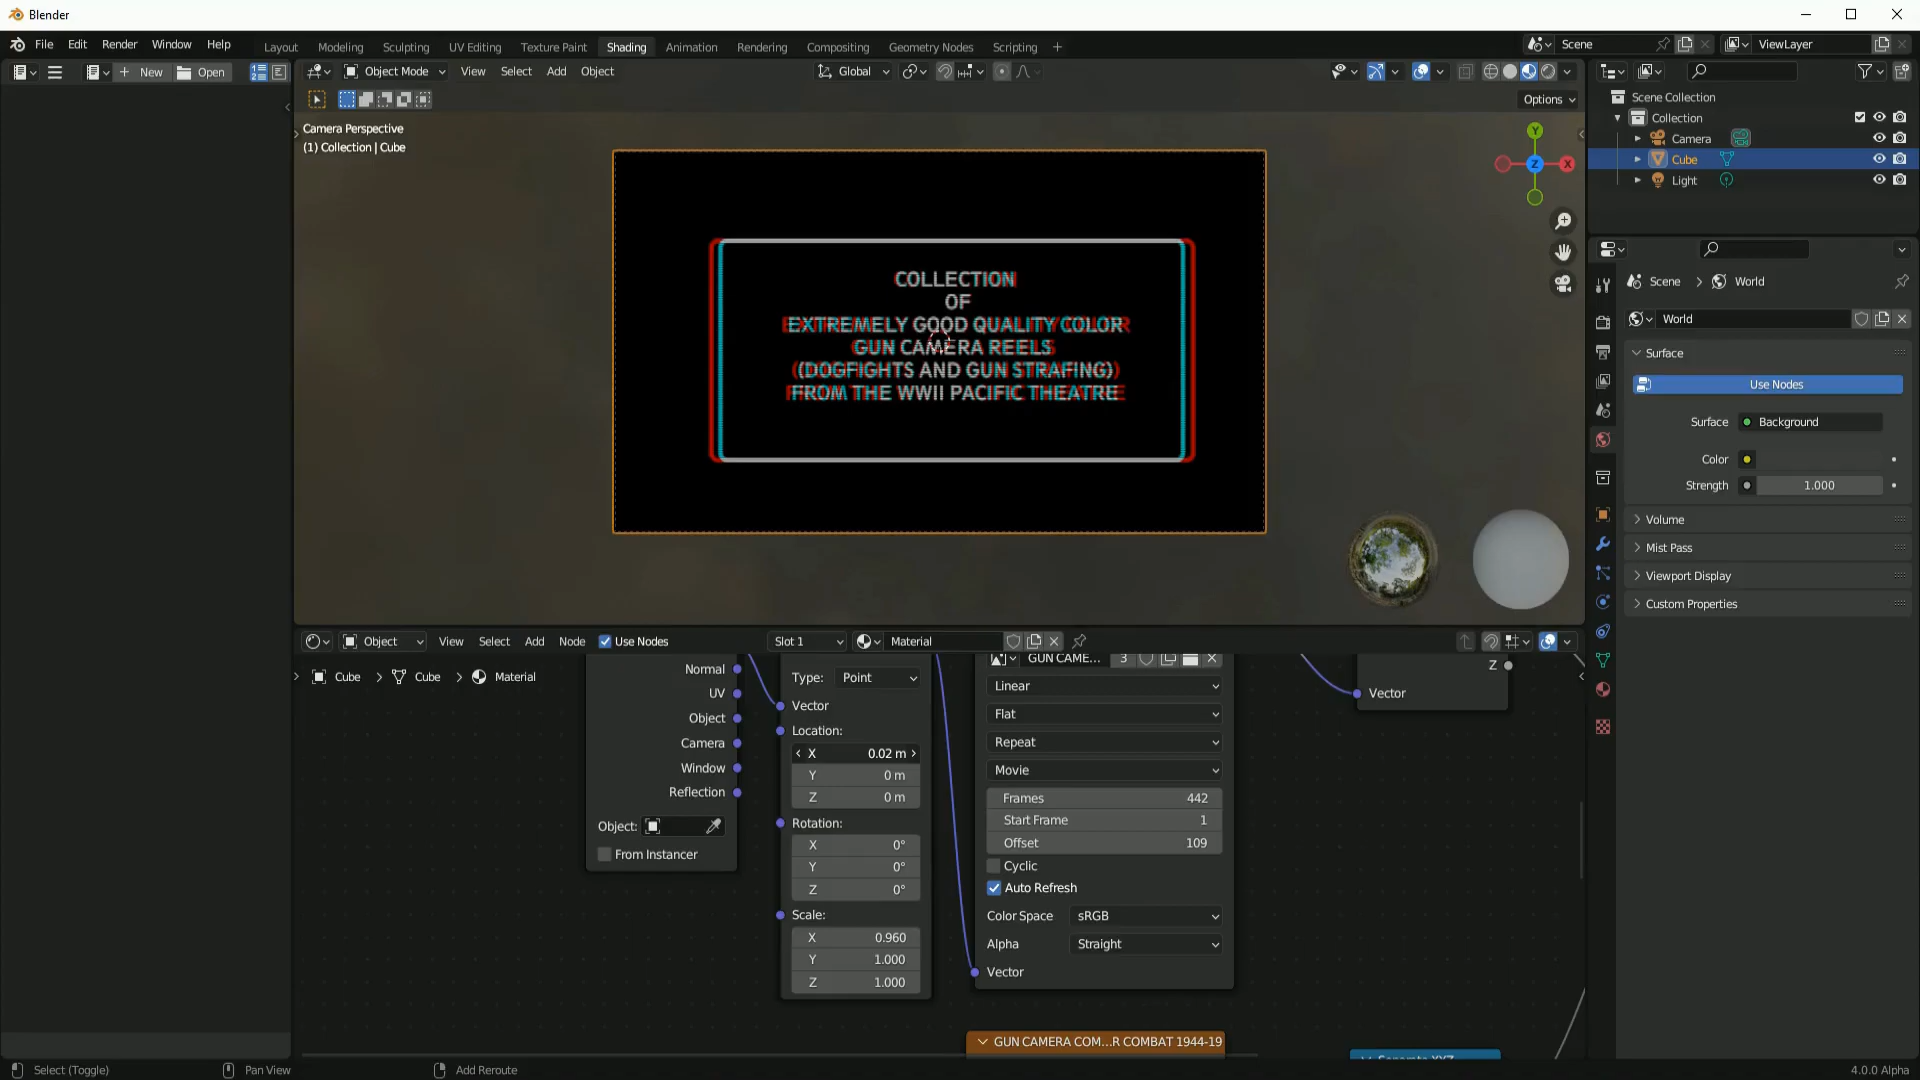 Blender
File Edit Render Window Help
Layout Modeling Sculpting UV Editing Texture Paint Shading Animation Rendering Compositing Geometry Nodes Scripting +
Scene
ViewLayer
New Open
Object Mode View Select Add Object
Global
Options
Camera Perspective
(1) Collection | Cube
Y
Z
X
COLLECTION
OF
EXTREMELY GOOD QUALITY COLOR
GUN CAMERA REELS
(DOGFIGHTS AND GUN STRAFING)
FROM THE WWII PACIFIC THEATRE
Scene Collection
Collection
Camera
Cube
Light
Scene > World
World
Surface
Use Nodes
Surface Background
Color
Strength 1.000
Volume
Mist Pass
Viewport Display
Custom Properties
Object View Select Add Node Use Nodes
Slot 1
Material
Cube > Cube > Material
Normal
UV
Object
Camera
Window
Reflection
Object:
From Instancer
Type: Point
Vector
Location:
X 0.02 m
Y 0 m
Z 0 m
Rotation:
X 0°
Y 0°
Z 0°
Scale:
X 0.960
Y 1.000
Z 1.000
GUN CAME... 3
Linear
Flat
Repeat
Movie
Frames 442
Start Frame 1
Offset 109
Cyclic
Auto Refresh
Color Space sRGB
Alpha Straight
Vector
GUN CAMERA COM...R COMBAT 1944-19
Z
Vector
Separate XYZ
Select (Toggle)
Pan View
Add Reroute
4.0.0 Alpha